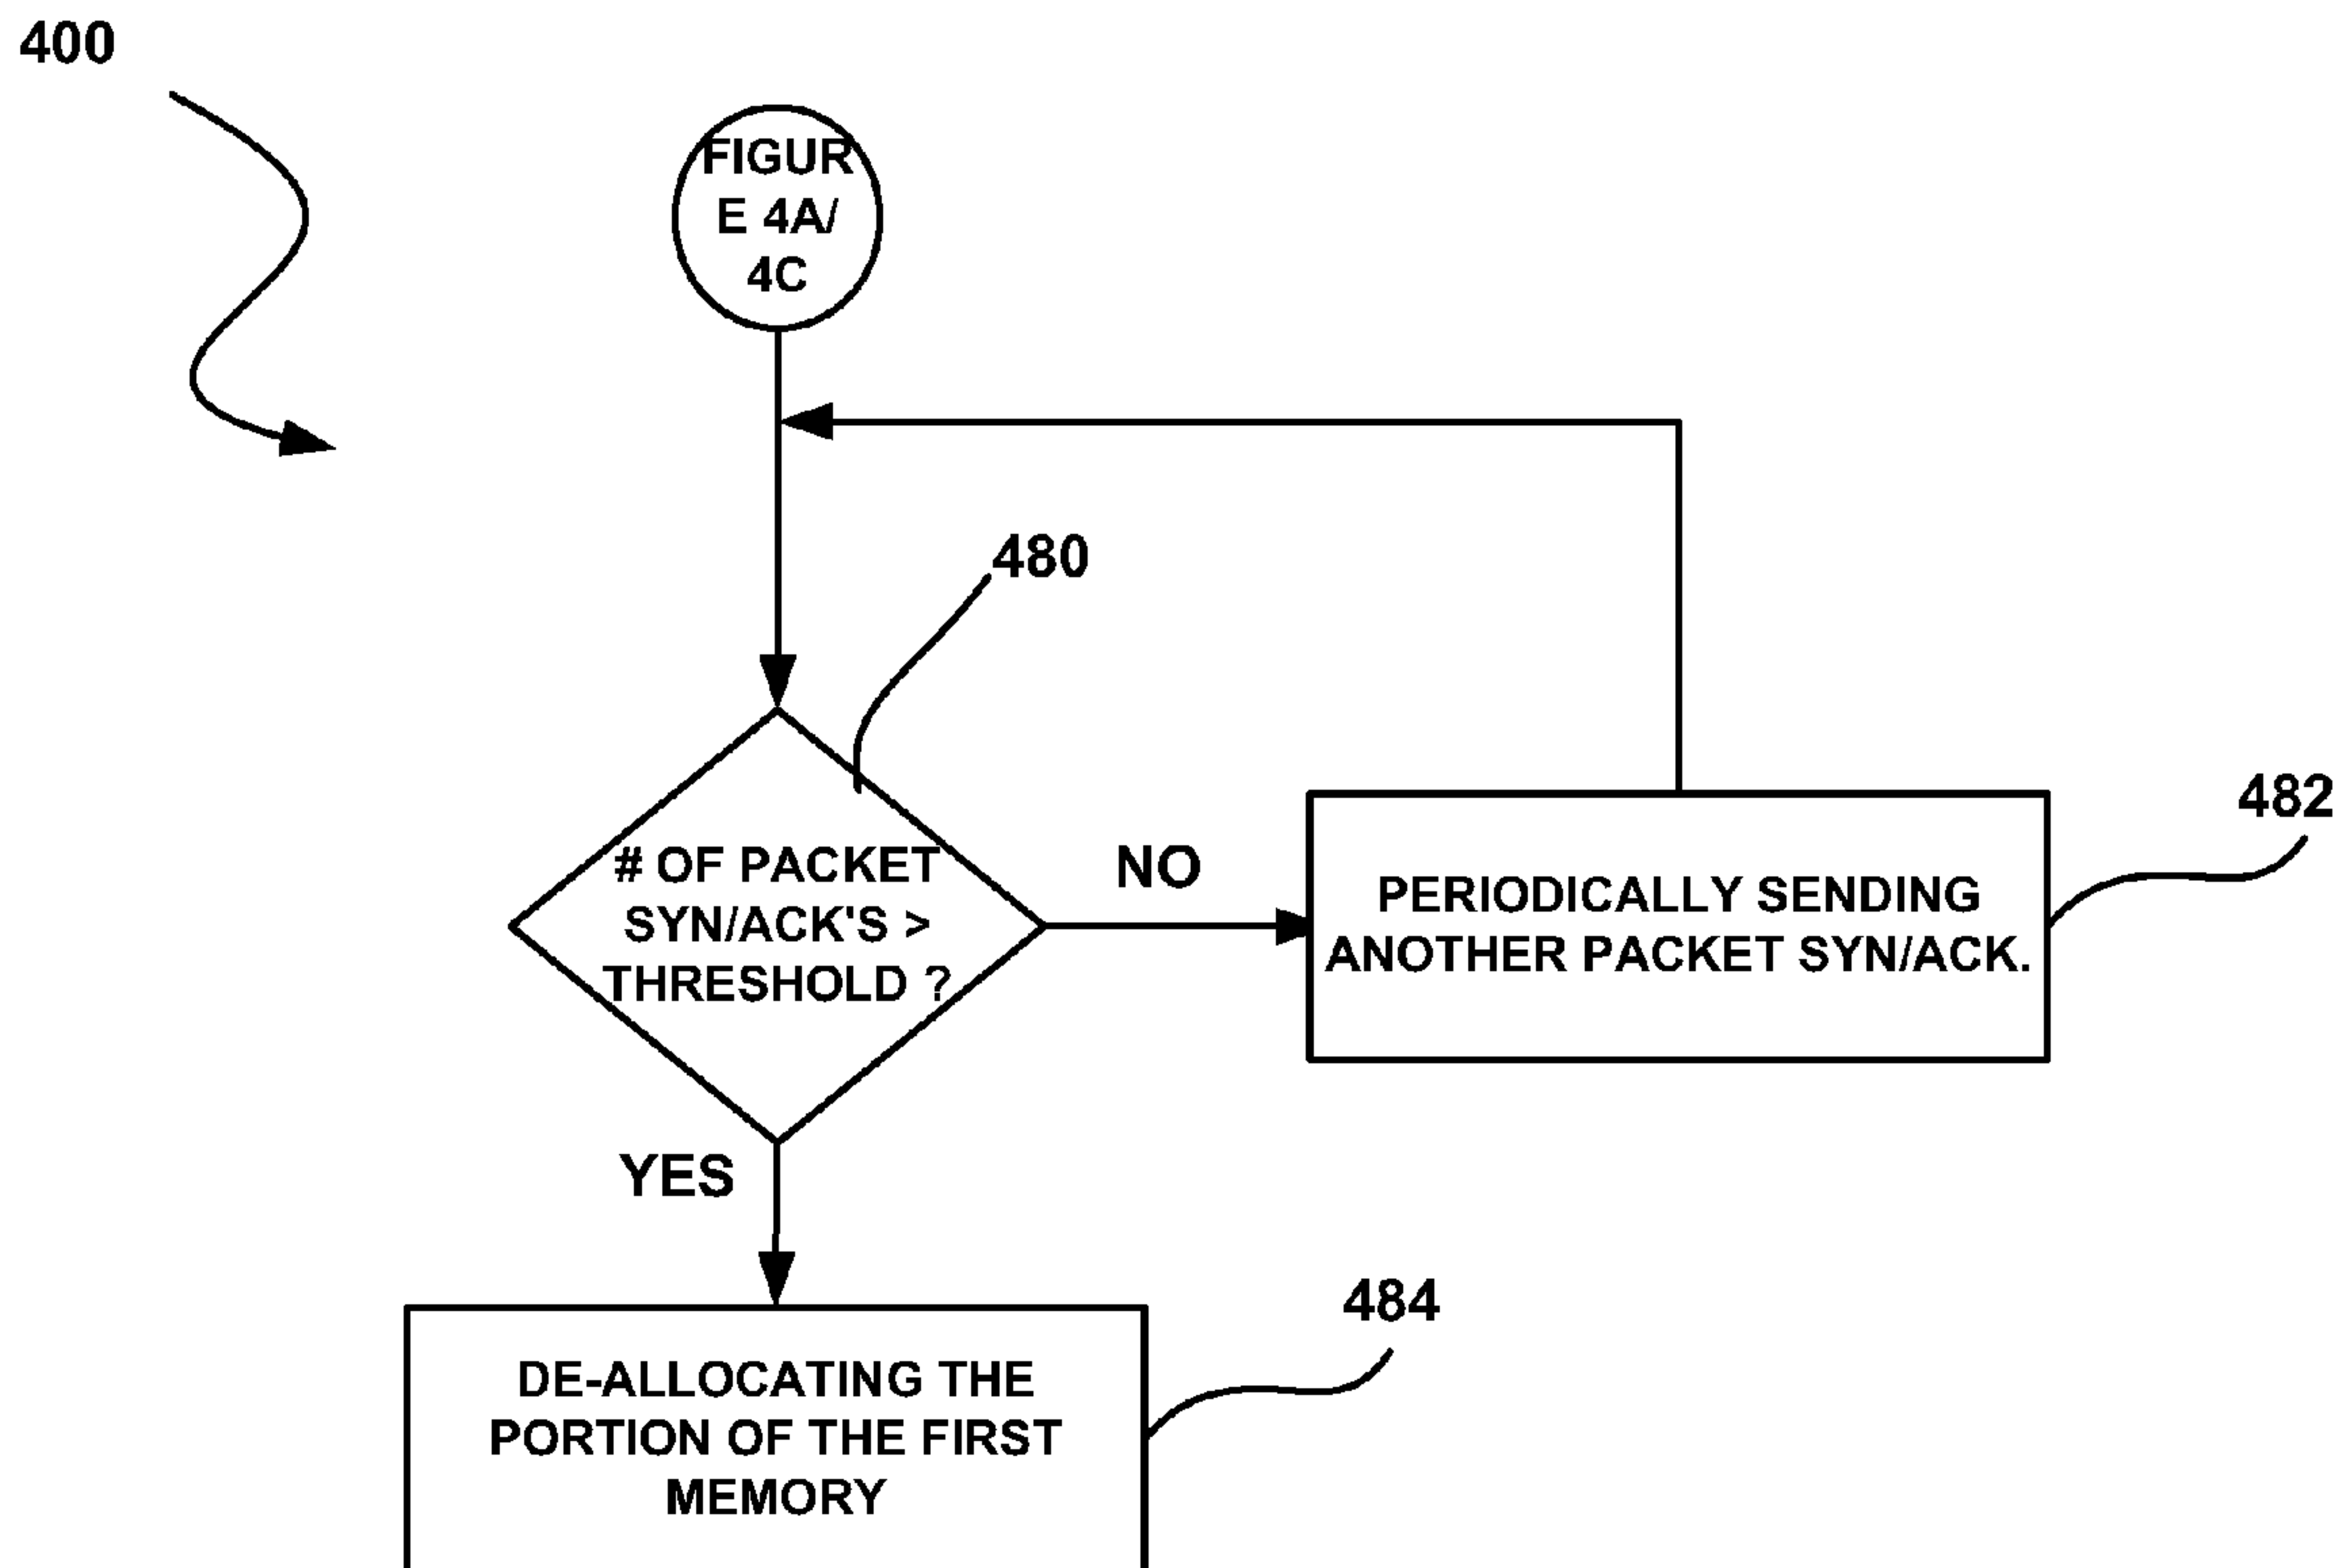 400
FIGUR
E 4A/
4C
480
# OF PACKET
SYN/ACK'S >
THRESHOLD ?
NO
482
PERIODICALLY SENDING
ANOTHER PACKET SYN/ACK.
YES
484
DE-ALLOCATING THE
PORTION OF THE FIRST
MEMORY